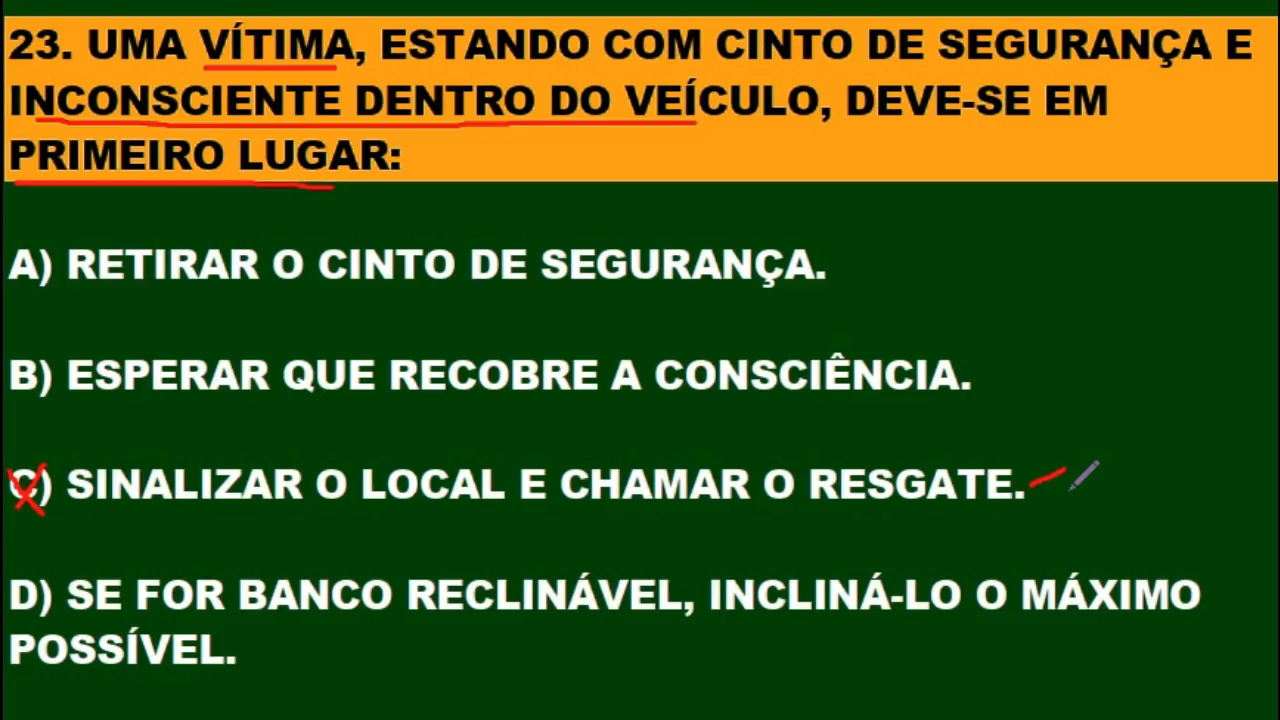 23. UMA VÍTIMA, ESTANDO COM CINTO DE SEGURANÇA E
INCONSCIENTE DENTRO DO VEÍCULO, DEVE-SE EM
PRIMEIRO LUGAR:
A) RETIRAR O CINTO DE SEGURANÇA.
B) ESPERAR QUE RECOBRE A CONSCIÊNCIA.
C) SINALIZAR O LOCAL E CHAMAR O RESGATE.
D) SE FOR BANCO RECLINÁVEL, INCLINÁ-LO O MÁXIMO
POSSÍVEL.